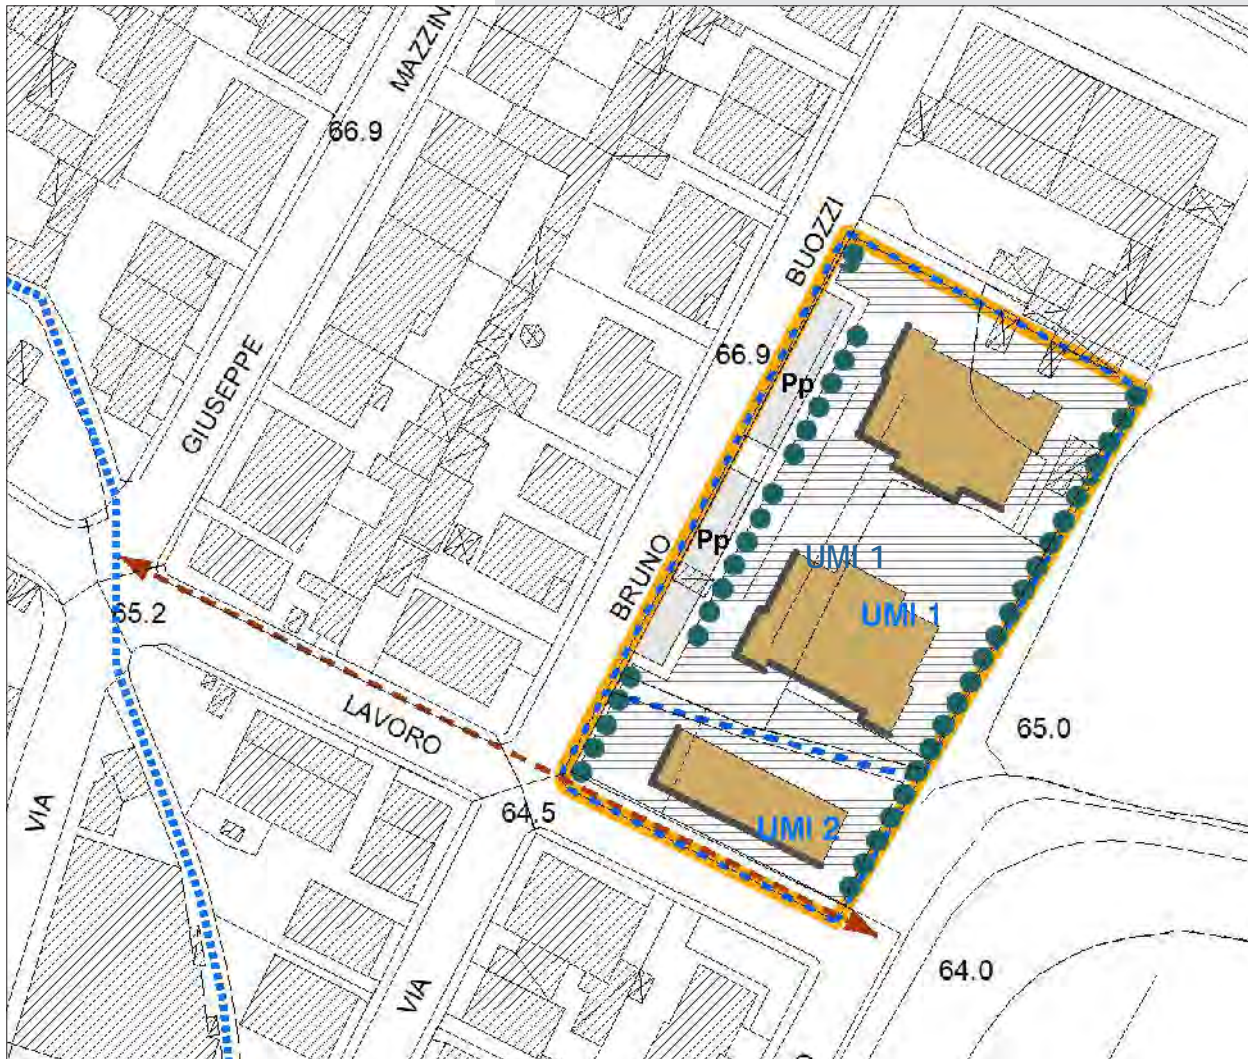 MAZZIN
66.9
BUOZZI
66.9
GIUSEPPE
Pp
Pp
BRUNO
UMI 1
UMI 1
65.2
LAVORO
65.0
VIA
64.5
UMI 2
64.0
VIA